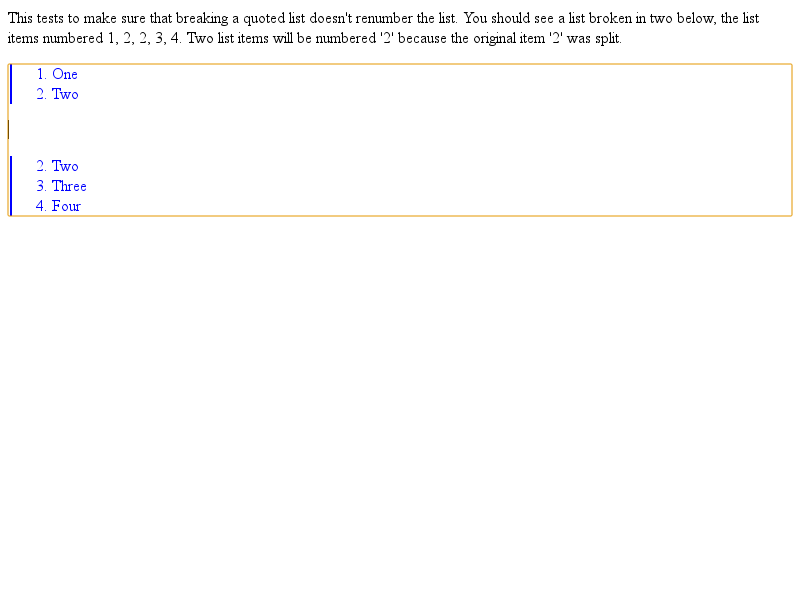 This tests to make sure that breaking a quoted list doesn't renumber the list. You should see a list broken in two below, the list
items numbered 1, 2, 2, 3, 4. Two list items will be numbered '2' because the original item '2' was split.
1. One
2. Two
2. Two
3. Three
4. Four